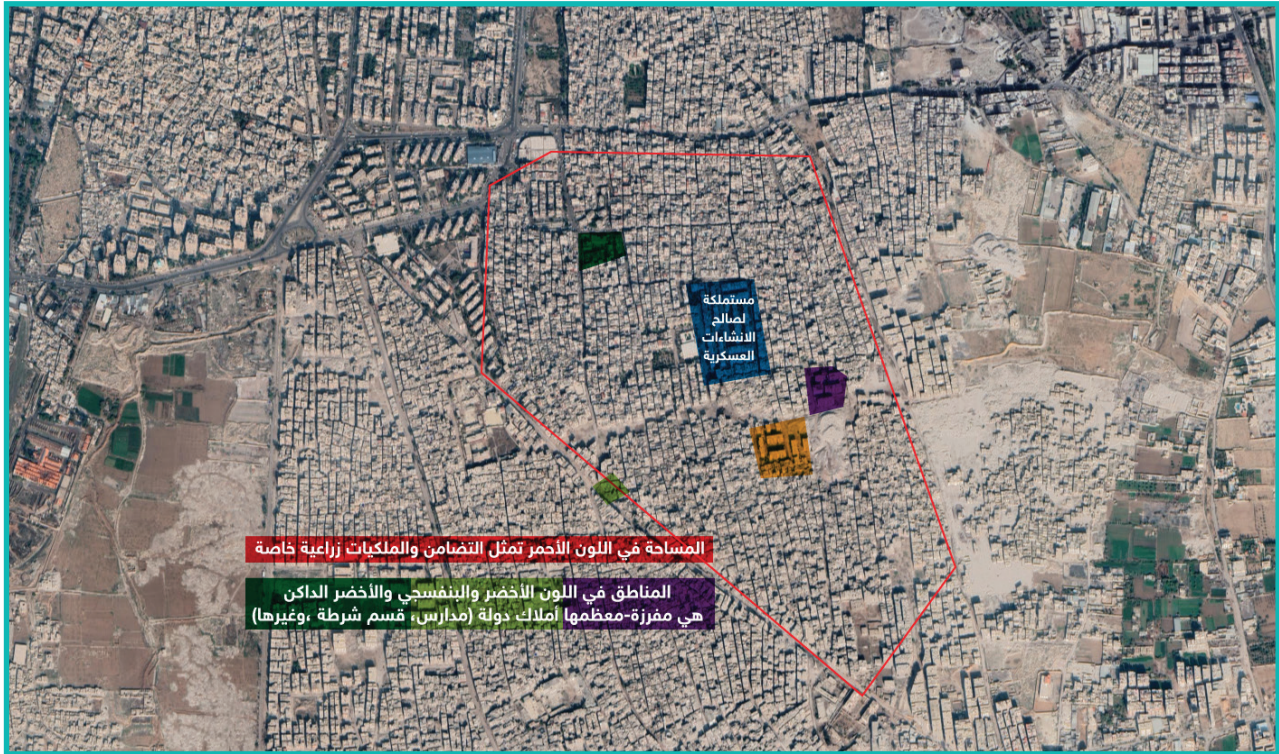 مستملكة
لصالح
الانشاءات
العسكرية
المساحة في اللون الأحمر تمثل التضامن والملكيات زراعية خاصة
المناطق في اللون الأخضر والبنفسجي والأخضر الداكن
هي مفرزة-معظمها أملاك دولة (مدارس، قسم شرطة ،وغيرها)